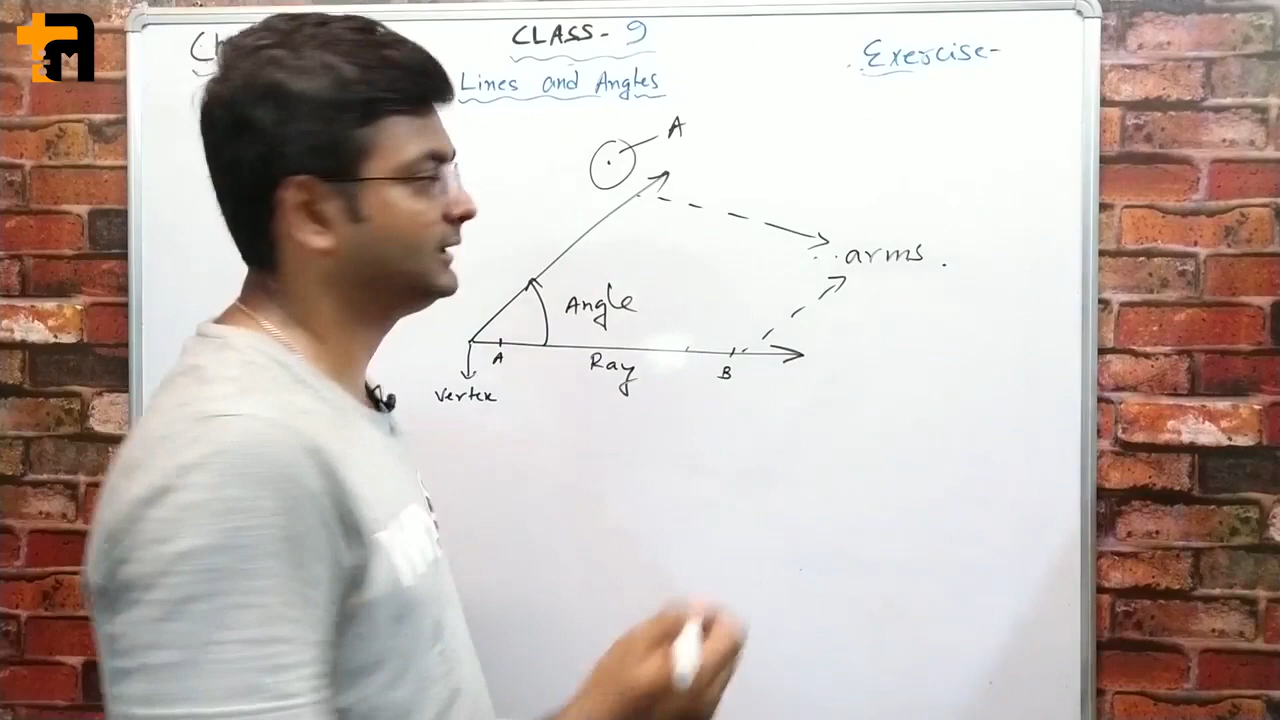 CLASS-9
Exercise-
Lines and Angles
A
arms.
Angle
A
Ray
B
Vertex